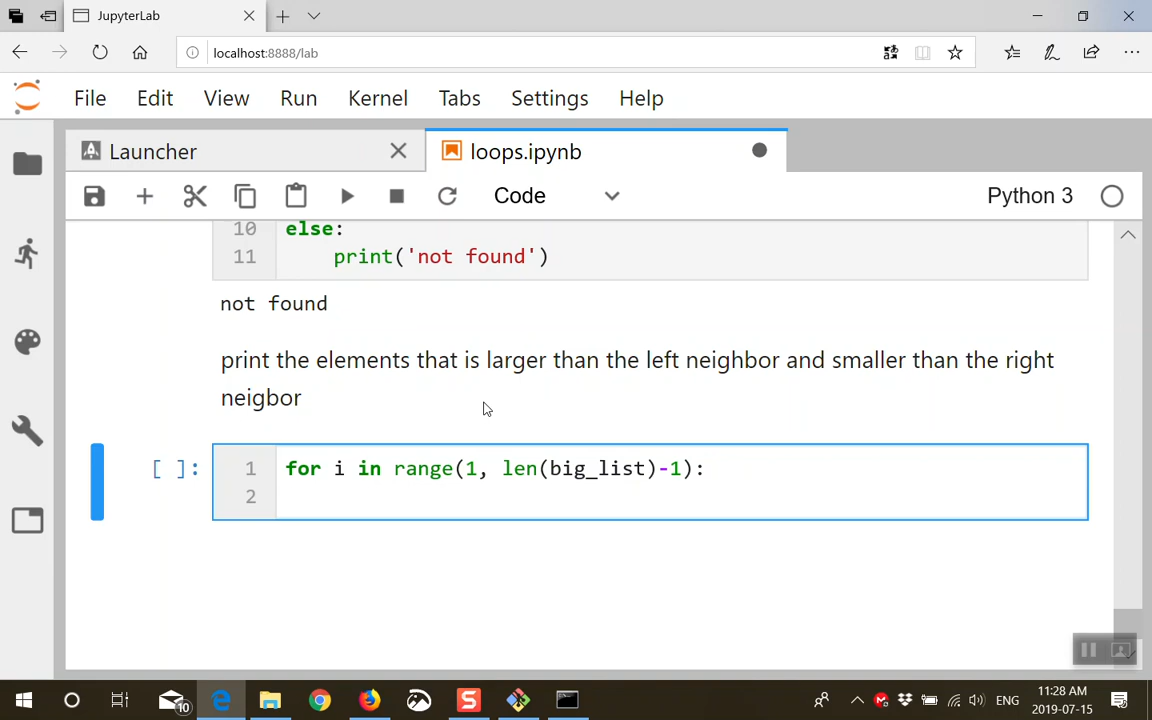 JupyterLab
localhost:8888/lab
File Edit View Run Kernel Tabs Settings Help
Launcher
loops.ipynb
Code
Python 3
10 else:
11 print('not found')
not found
print the elements that is larger than the left neighbor and smaller than the right
neigbor
[ ]: 1 for i in range(1, len(big_list)-1):
2
10
ENG
11:28 AM
2019-07-15